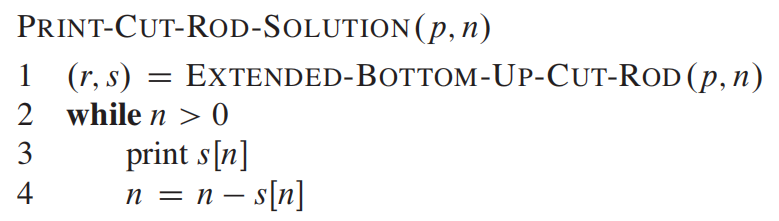 PRINT-CUT-ROD-SOLUTION(p, n)
1 (r, s) = EXTENDED-BOTTOM-UP-CUT-ROD(p, n)
2 while n > 0
3 print s[n]
4 n = n − s[n]